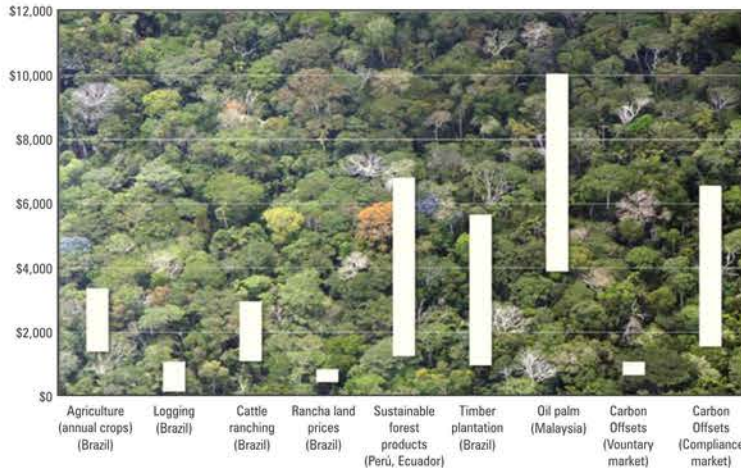 $12,000
$10,000
$8,000
$6,000
$4,000
$2,000
$0
Agriculture
(annual crops)
(Brazil)
Logging
(Brazil)
Cattle
ranching
(Brazil)
Rancha land
prices
(Brazil)
Sustainable
forest
products
(Perú, Ecuador)
Timber
plantation
(Brazil)
Oil palm
(Malaysia)
Carbon
Offsets
(Vountary
market)
Carbon
Offsets
(Compliance
market)